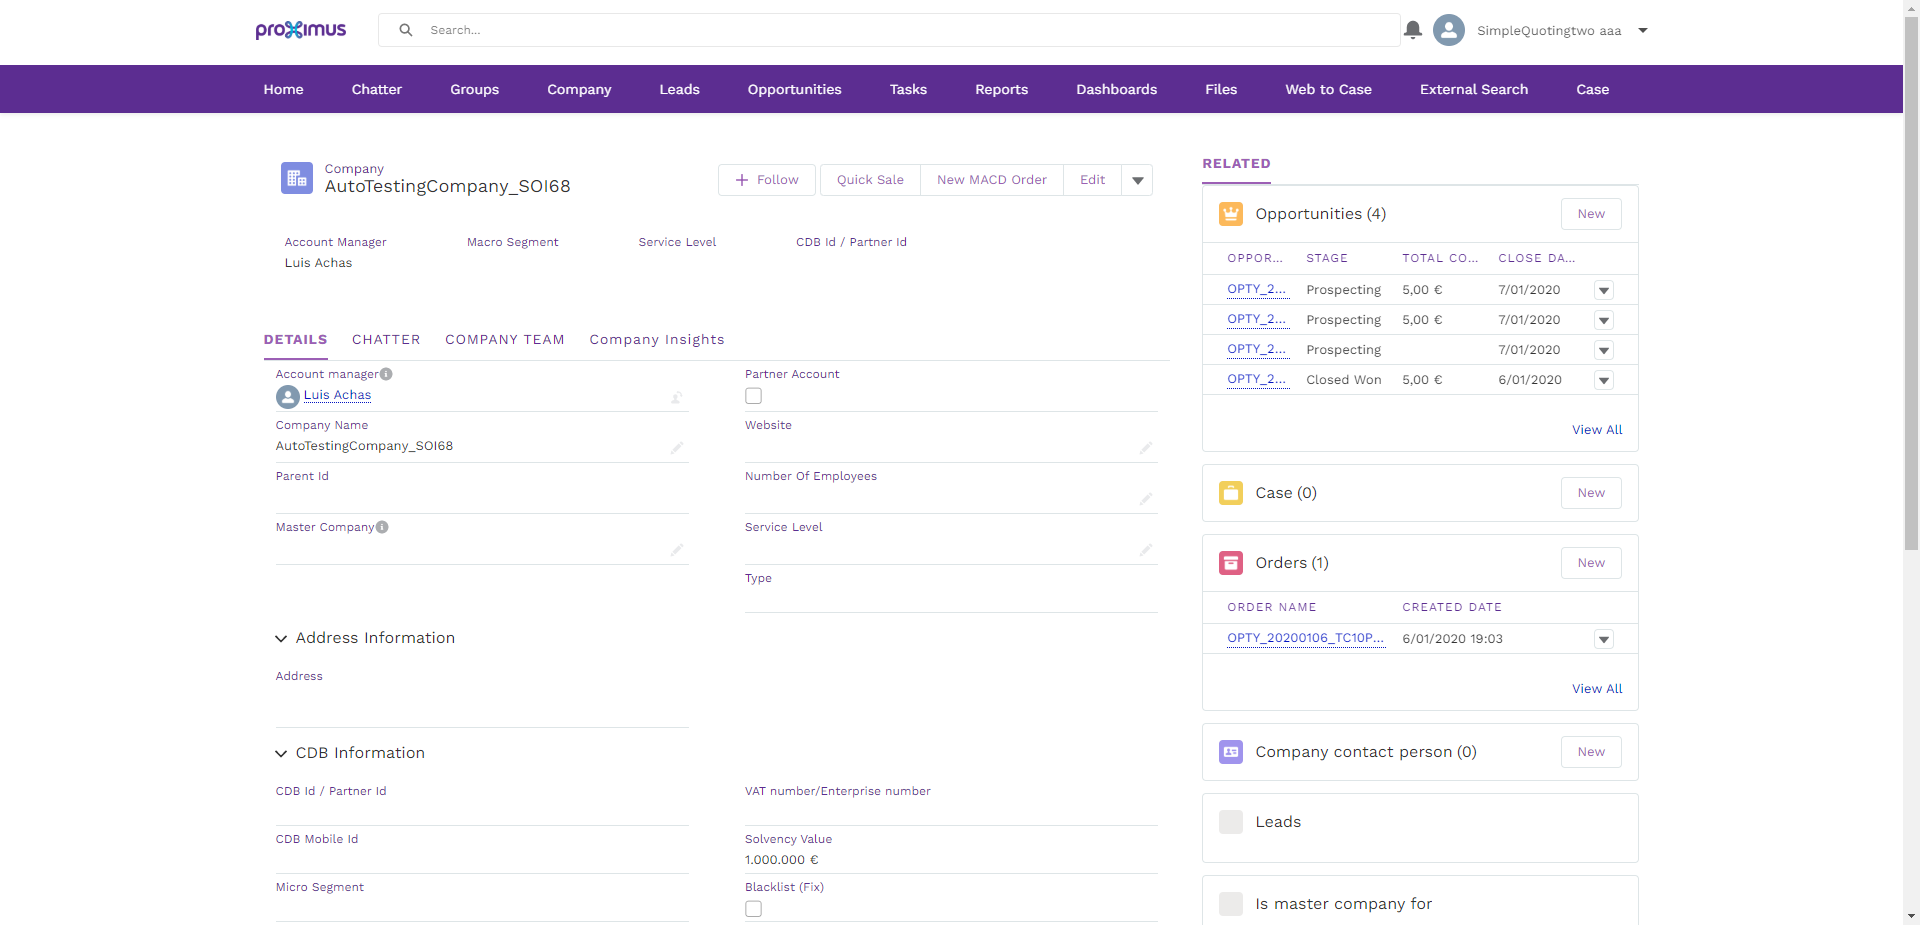 proximus
Search...
SimpleQuotingtwo aaa
Home Chatter Groups Company Leads Opportunities Tasks Reports Dashboards Files Web to Case External Search Case
Company
AutoTestingCompany_SOI68
Follow Quick Sale New MACD Order Edit
Account Manager Macro Segment Service Level CDB Id / Partner Id
Luis Achas
DETAILS CHATTER COMPANY TEAM Company Insights
Account manager
Luis Achas
Partner Account
Company Name
AutoTestingCompany_SOI68
Website
Parent Id
Number Of Employees
Master Company
Service Level
Type
Address Information
Address
CDB Information
CDB Id / Partner Id
VAT number/Enterprise number
CDB Mobile Id
Solvency Value
1.000.000 €
Micro Segment
Blacklist (Fix)
RELATED
Opportunities (4) New
OPPOR... STAGE TOTAL CO... CLOSE DA...
OPTY_2... Prospecting 5,00 € 7/01/2020
OPTY_2... Prospecting 5,00 € 7/01/2020
OPTY_2... Prospecting 7/01/2020
OPTY_2... Closed Won 5,00 € 6/01/2020
View All
Case (0) New
Orders (1) New
ORDER NAME CREATED DATE
OPTY_20200106_TC10P... 6/01/2020 19:03
View All
Company contact person (0) New
Leads
Is master company for